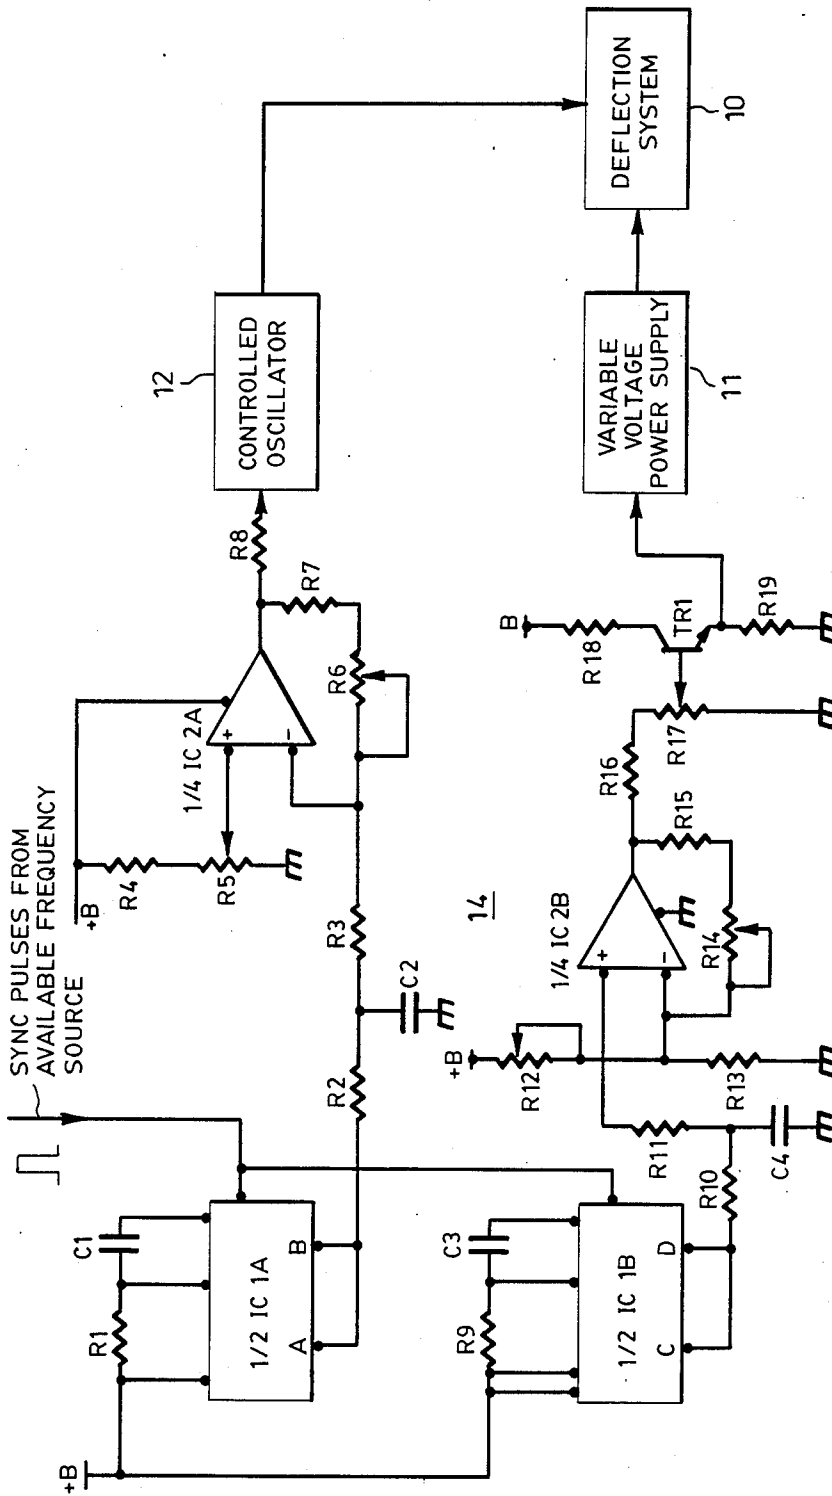 SYNC PULSES FROM
AVAILABLE FREQUENCY
SOURCE
+B
R1
C1
1/2 IC 1A
A
B
R2
C2
R3
+B
R4
R5
1/4 IC 2A
+
-
R6
R7
R8
12
CONTROLLED
OSCILLATOR
R9
C3
1/2 IC 1B
C
D
R10
C4
R11
+B
R12
R13
14
1/4 IC 2B
+
-
R14
R15
R16
R17
B
R18
TR1
R19
VARIABLE
VOLTAGE
POWER SUPPLY
11
DEFLECTION
SYSTEM
10